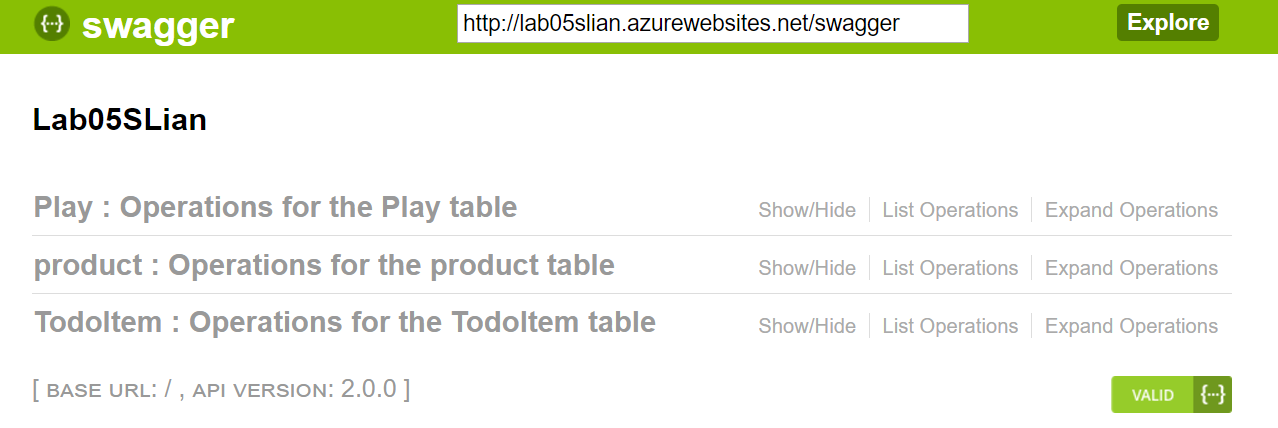 {···} swagger http://lab05slian.azurewebsites.net/swagger Explore
Lab05SLian
Play : Operations for the Play table Show/Hide List Operations Expand Operations
product : Operations for the product table Show/Hide List Operations Expand Operations
TodoItem : Operations for the TodoItem table Show/Hide List Operations Expand Operations
[ BASE URL: / , API VERSION: 2.0.0 ] VALID {···}